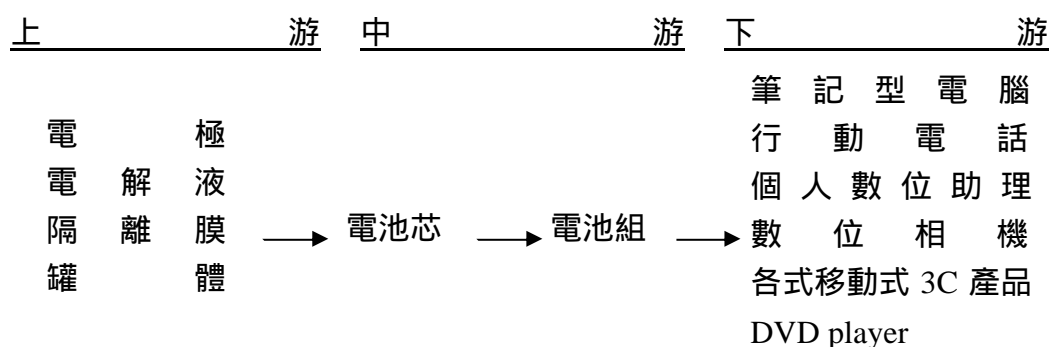 上游 中游 下游
筆記型電腦
電極 行動電話
電解液 個人數位助理
隔離膜 電池芯 電池組 數位相機
罐體 各式移動式 3C 產品
DVD player